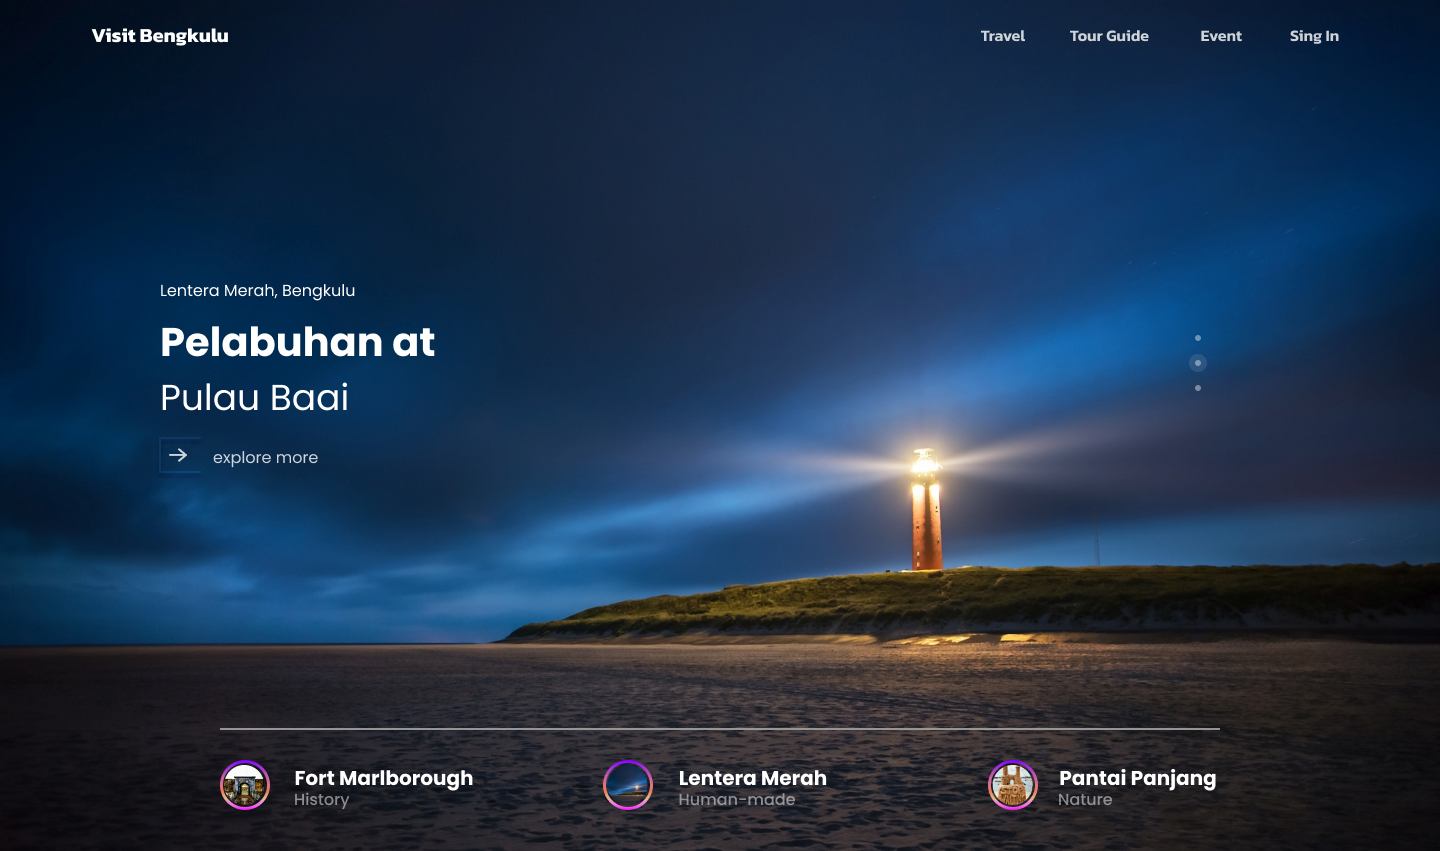 Visit Bengkulu
Travel
Tour Guide
Event
Sing In
Lentera Merah, Bengkulu
Pelabuhan at
Pulau Baai
explore more
Fort Marlborough
History
Lentera Merah
Human-made
Pantai Panjang
Nature